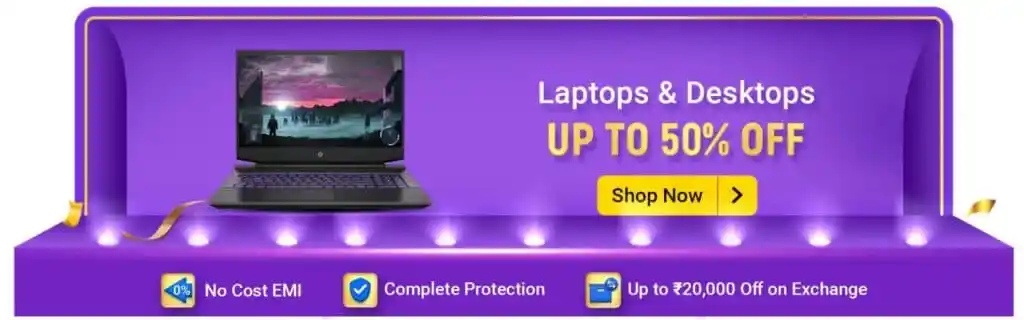 Laptops & Desktops
UP TO 50% OFF
Shop Now
0%
No Cost EMI
Complete Protection
Up to ₹20,000 Off on Exchange